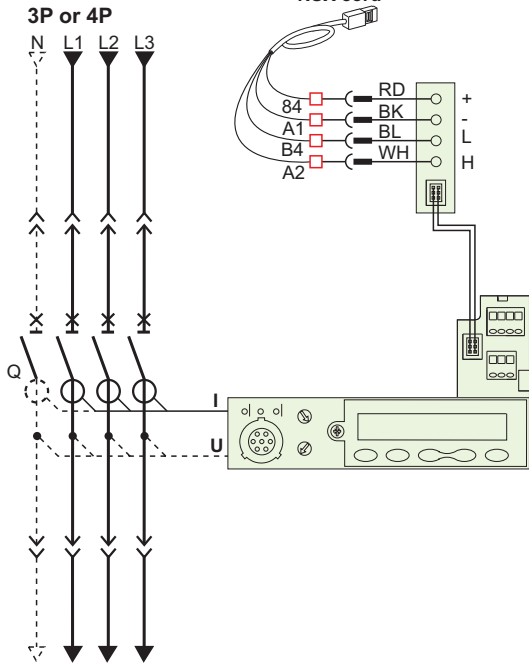 3P or 4P
N L1 L2 L3
84 RD +
A1 BK -
B4 BL L
A2 WH H
Q
I
U